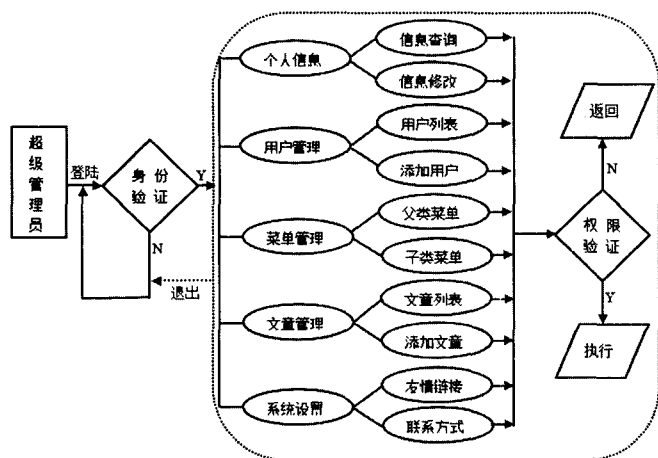 超
级
管
理
员
登陆
身 份
验 证
Y
N
退出
个人信息
信息查询
信息修改
用户管理
用户列表
添加用户
菜单管理
父类菜单
子类菜单
文章管理
文章列表
添加文章
系统设置
友情链接
联系方式
权 限
验 证
N
返回
Y
执行